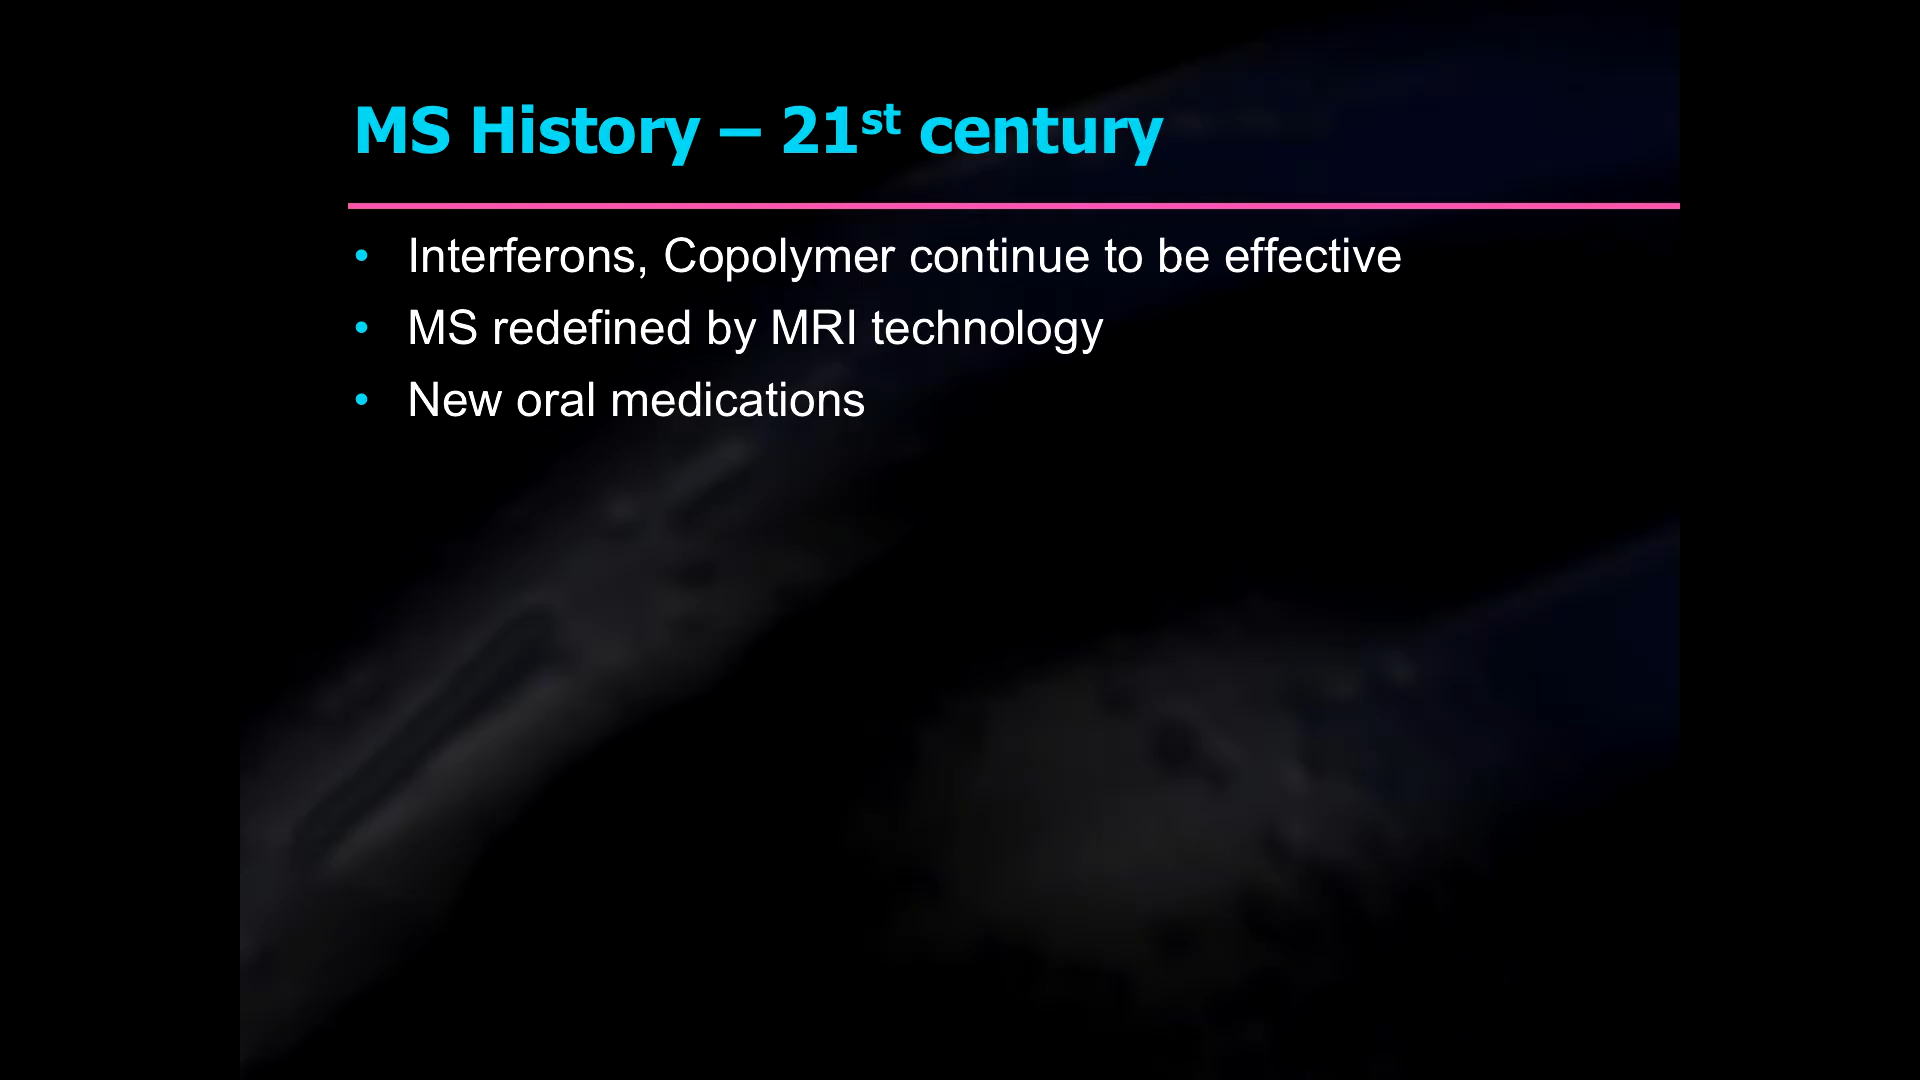 MS History – 21st century
• Interferons, Copolymer continue to be effective
• MS redefined by MRI technology
• New oral medications